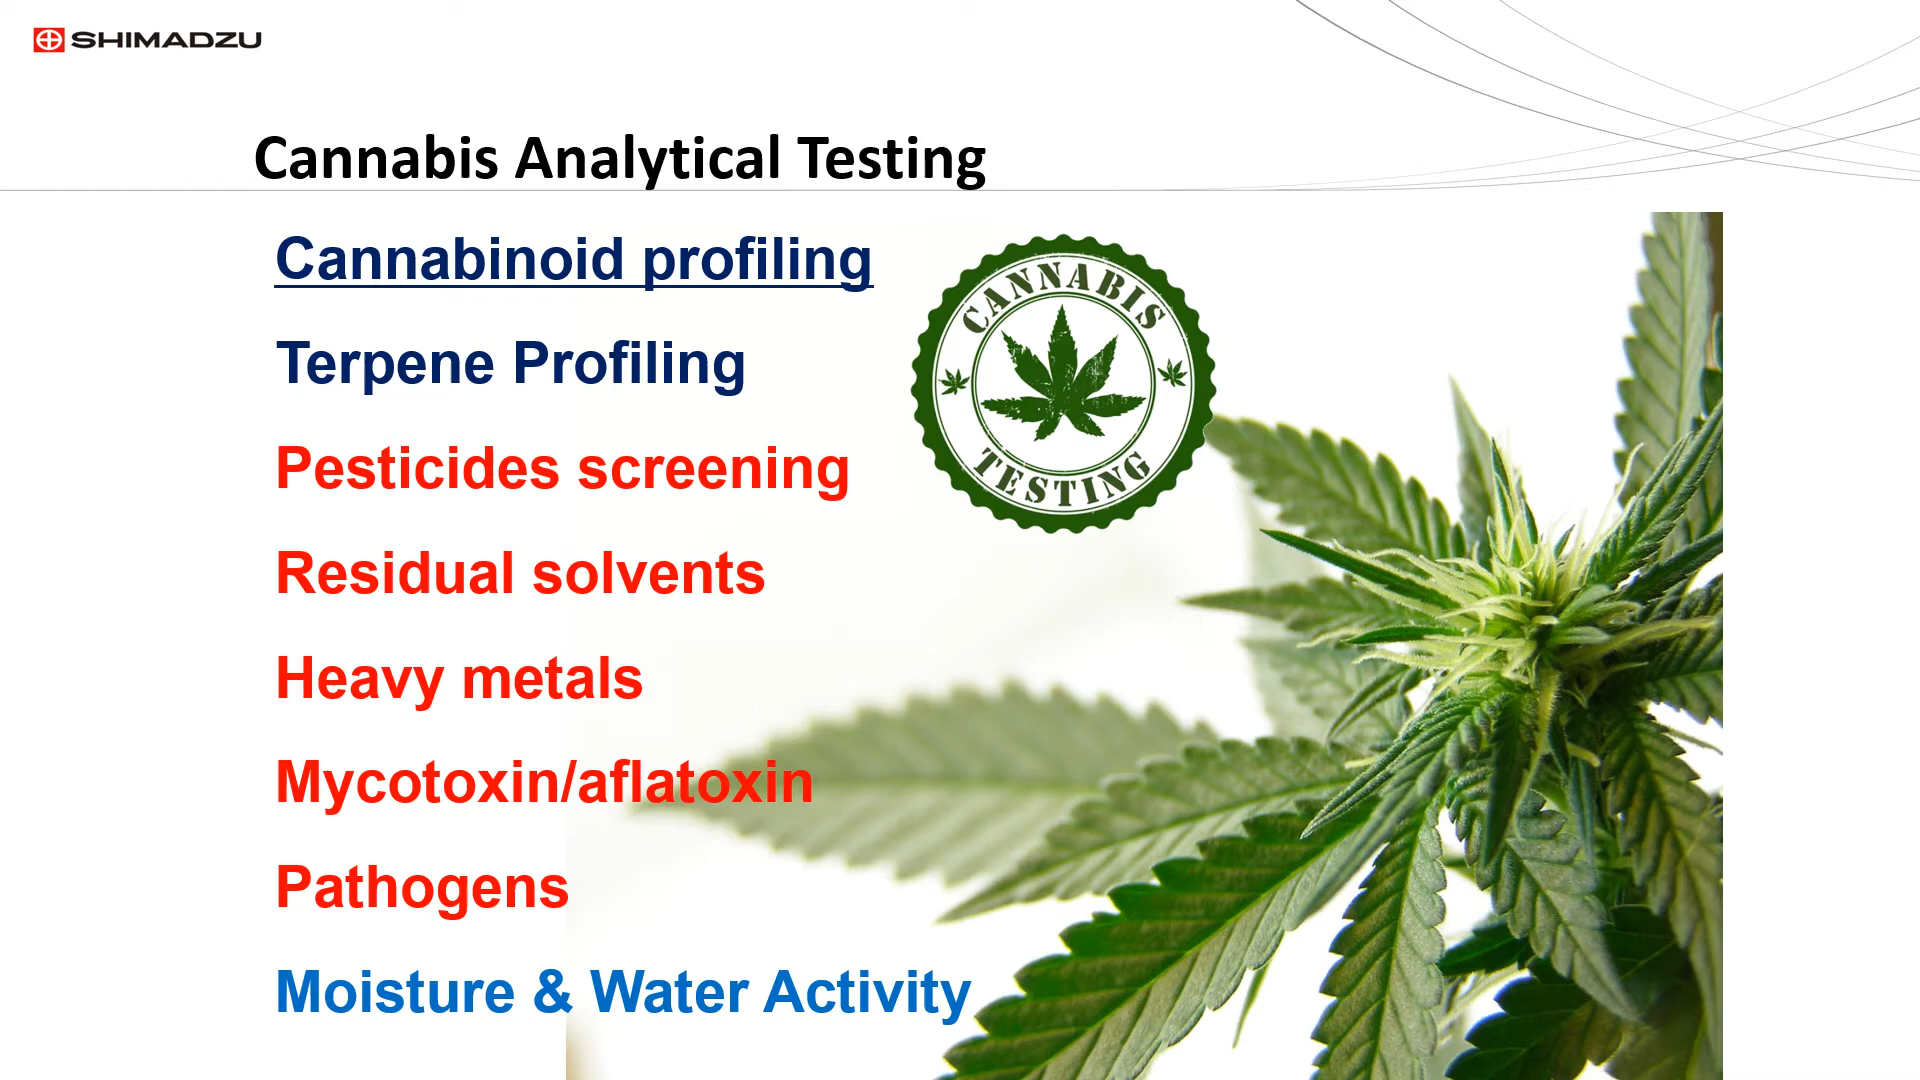 SHIMADZU
Cannabis Analytical Testing
Cannabinoid profiling
Terpene Profiling
Pesticides screening
Residual solvents
Heavy metals
Mycotoxin/aflatoxin
Pathogens
Moisture & Water Activity
CANNABIS
TESTING